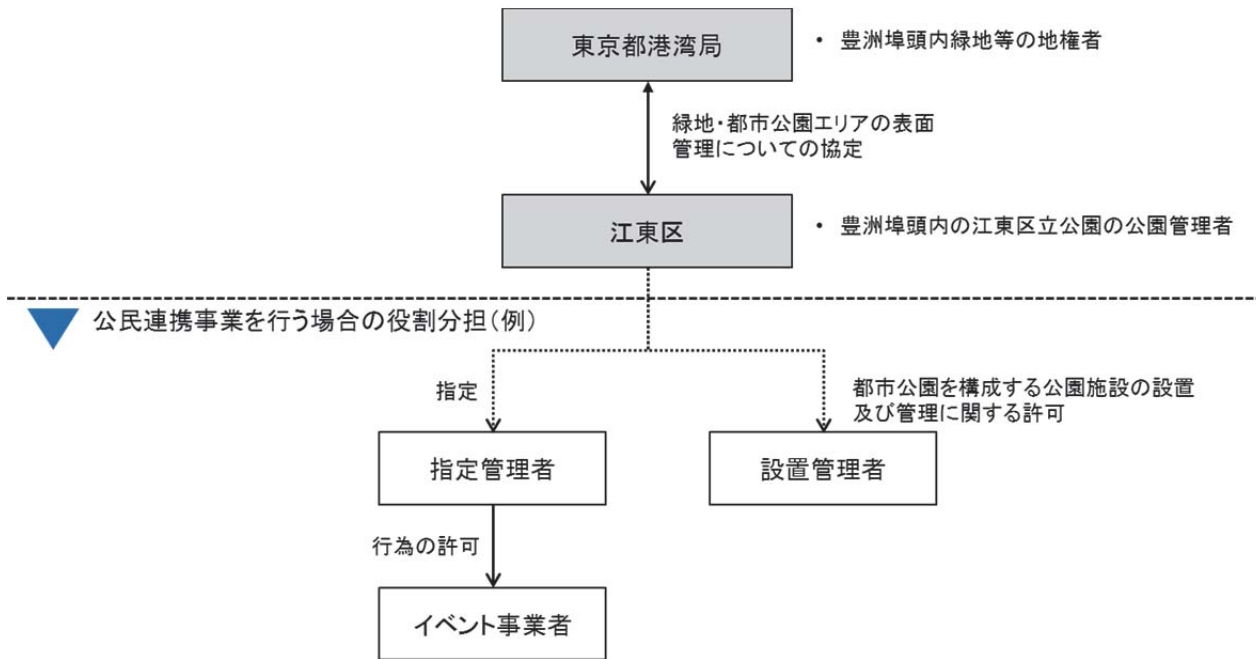 東京都港湾局
• 豊洲埠頭内緑地等の地権者
緑地・都市公園エリアの表面
管理についての協定
江東区
• 豊洲埠頭内の江東区立公園の公園管理者
公民連携事業を行う場合の役割分担(例)
指定
都市公園を構成する公園施設の設置
及び管理に関する許可
指定管理者
設置管理者
行為の許可
イベント事業者